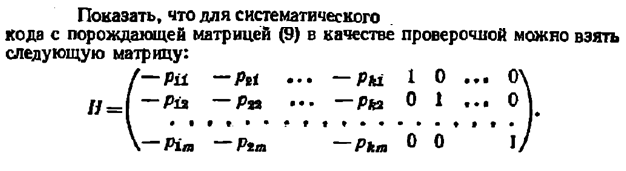 Показать, что для систематического
кода с порождающей матрицей (9) в качестве проверочной можно взять
следующую матрицу:
−p₁₁ −p₂₁ ... −pₖ₁ 1 0 ... 0
H = −p₁₂ −p₂₂ ... −pₖ₂ 0 1 ... 0 .
. . . . . . . . . . . . . . . . . .
−p₁ₘ −p₂ₘ −pₖₘ 0 0 1